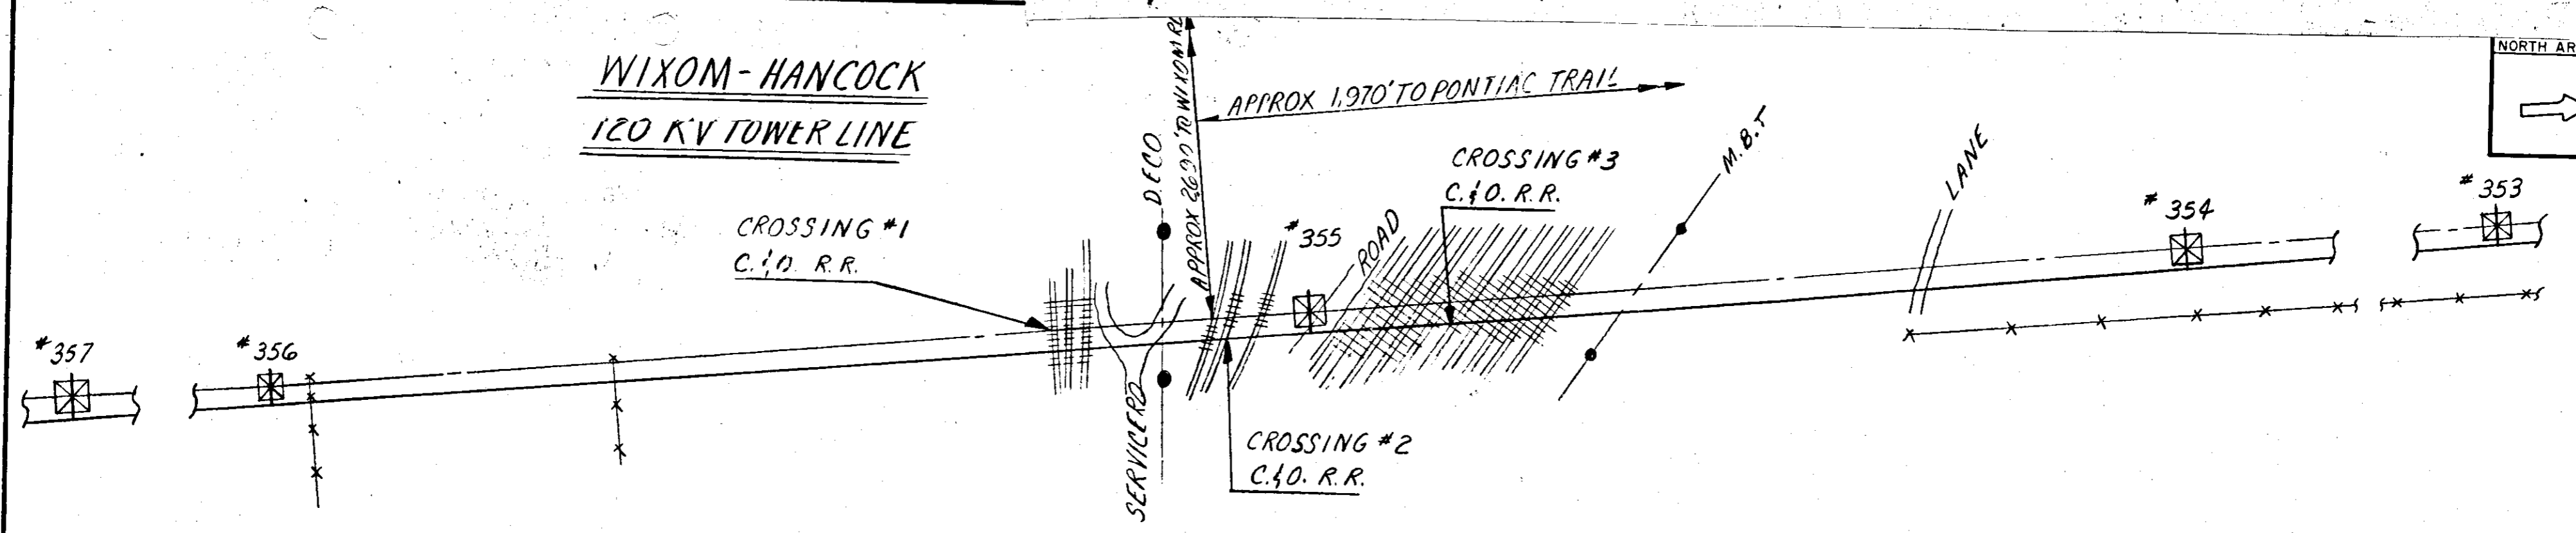 WIXOM-HANCOCK
120 KV TOWER LINE
APPROX 1,970' TO PONTIAC TRAIL
NORTH
D.E.CO.
APPROX 2690' TO WIXOM RD
CROSSING #3
C.&O. R.R.
M.B.T
LANE
#353
#354
CROSSING #1
C.&O. R.R.
#355
ROAD
#357
#356
SERVICE RD
CROSSING #2
C.&O. R.R.